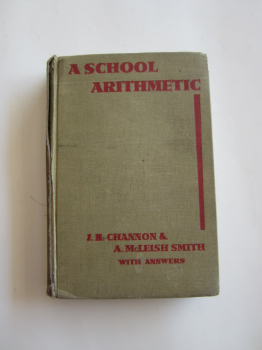 A SCHOOL
ARITHMETIC
CHANNON &
A. McLEISH SMITH
WITH ANSWERS